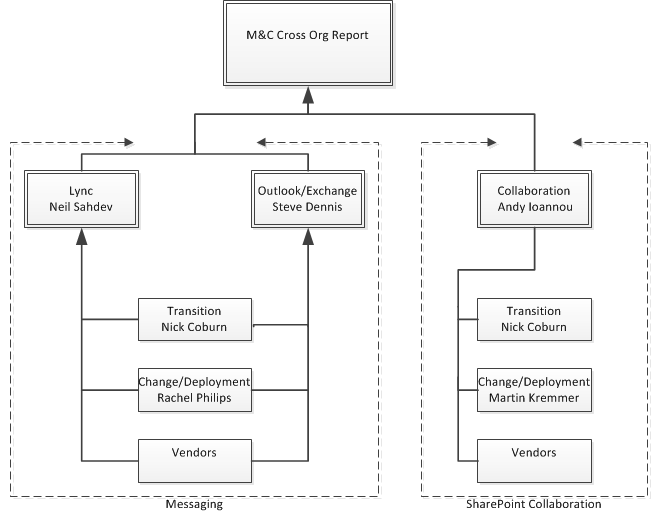 M&C Cross Org Report
Lync
Neil Sahdev
Outlook/Exchange
Steve Dennis
Transition
Nick Coburn
Change/Deployment
Rachel Philips
Vendors
Messaging
Collaboration
Andy Ioannou
Transition
Nick Coburn
Change/Deployment
Martin Kremmer
Vendors
SharePoint Collaboration